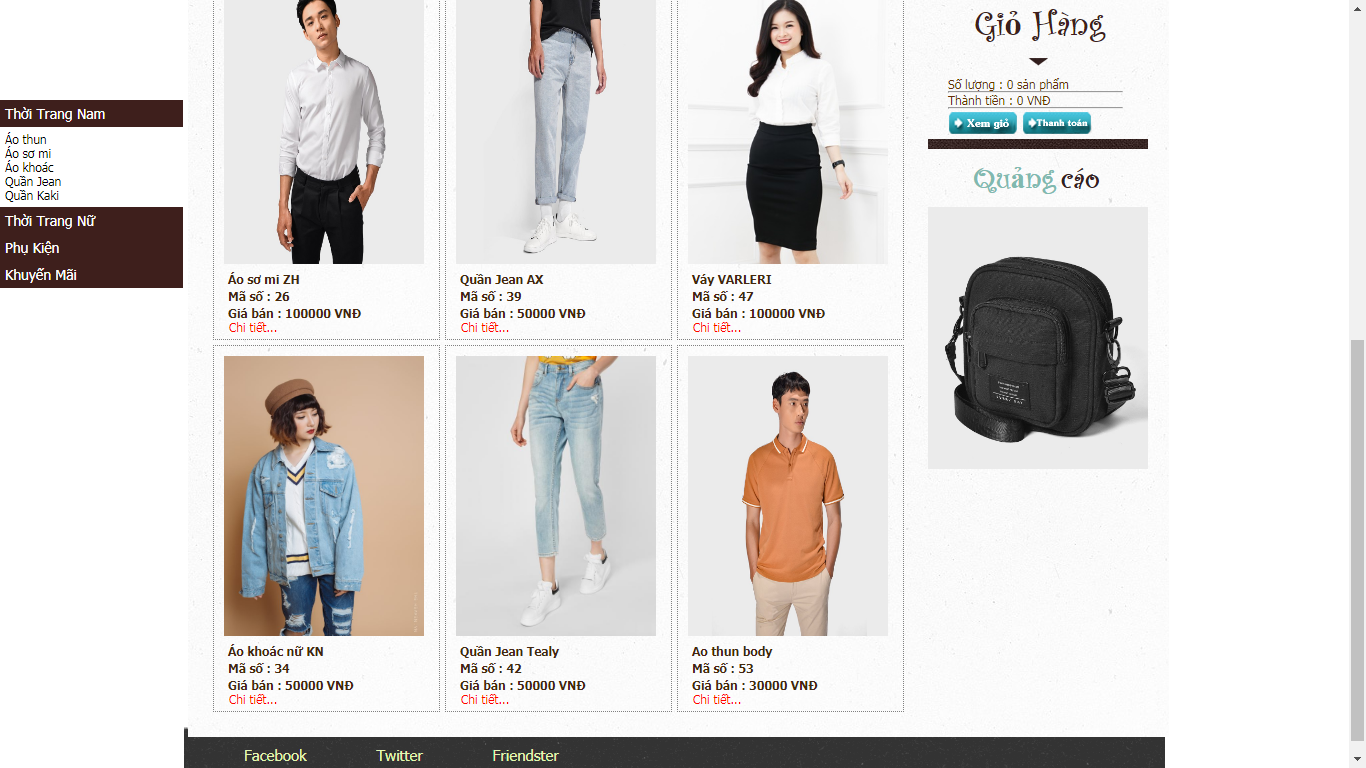 Thời Trang Nam
Áo thun
Áo sơ mi
Áo khoác
Quần Jean
Quần Kaki
Thời Trang Nữ
Phụ Kiện
Khuyến Mãi
Áo sơ mi ZH
Mã số : 26
Giá bán : 100000 VNĐ
Chi tiết...
Quần Jean AX
Mã số : 39
Giá bán : 50000 VNĐ
Chi tiết...
Váy VARLERI
Mã số : 47
Giá bán : 100000 VNĐ
Chi tiết...
Áo khoác nữ KN
Mã số : 34
Giá bán : 50000 VNĐ
Chi tiết...
Quần Jean Tealy
Mã số : 42
Giá bán : 50000 VNĐ
Chi tiết...
Ao thun body
Mã số : 53
Giá bán : 30000 VNĐ
Chi tiết...
Giỏ Hàng
Số lượng : 0 sản phẩm
Thành tiền : 0 VNĐ
Xem giỏ
Thanh toán
Quảng cáo
Facebook
Twitter
Friendster